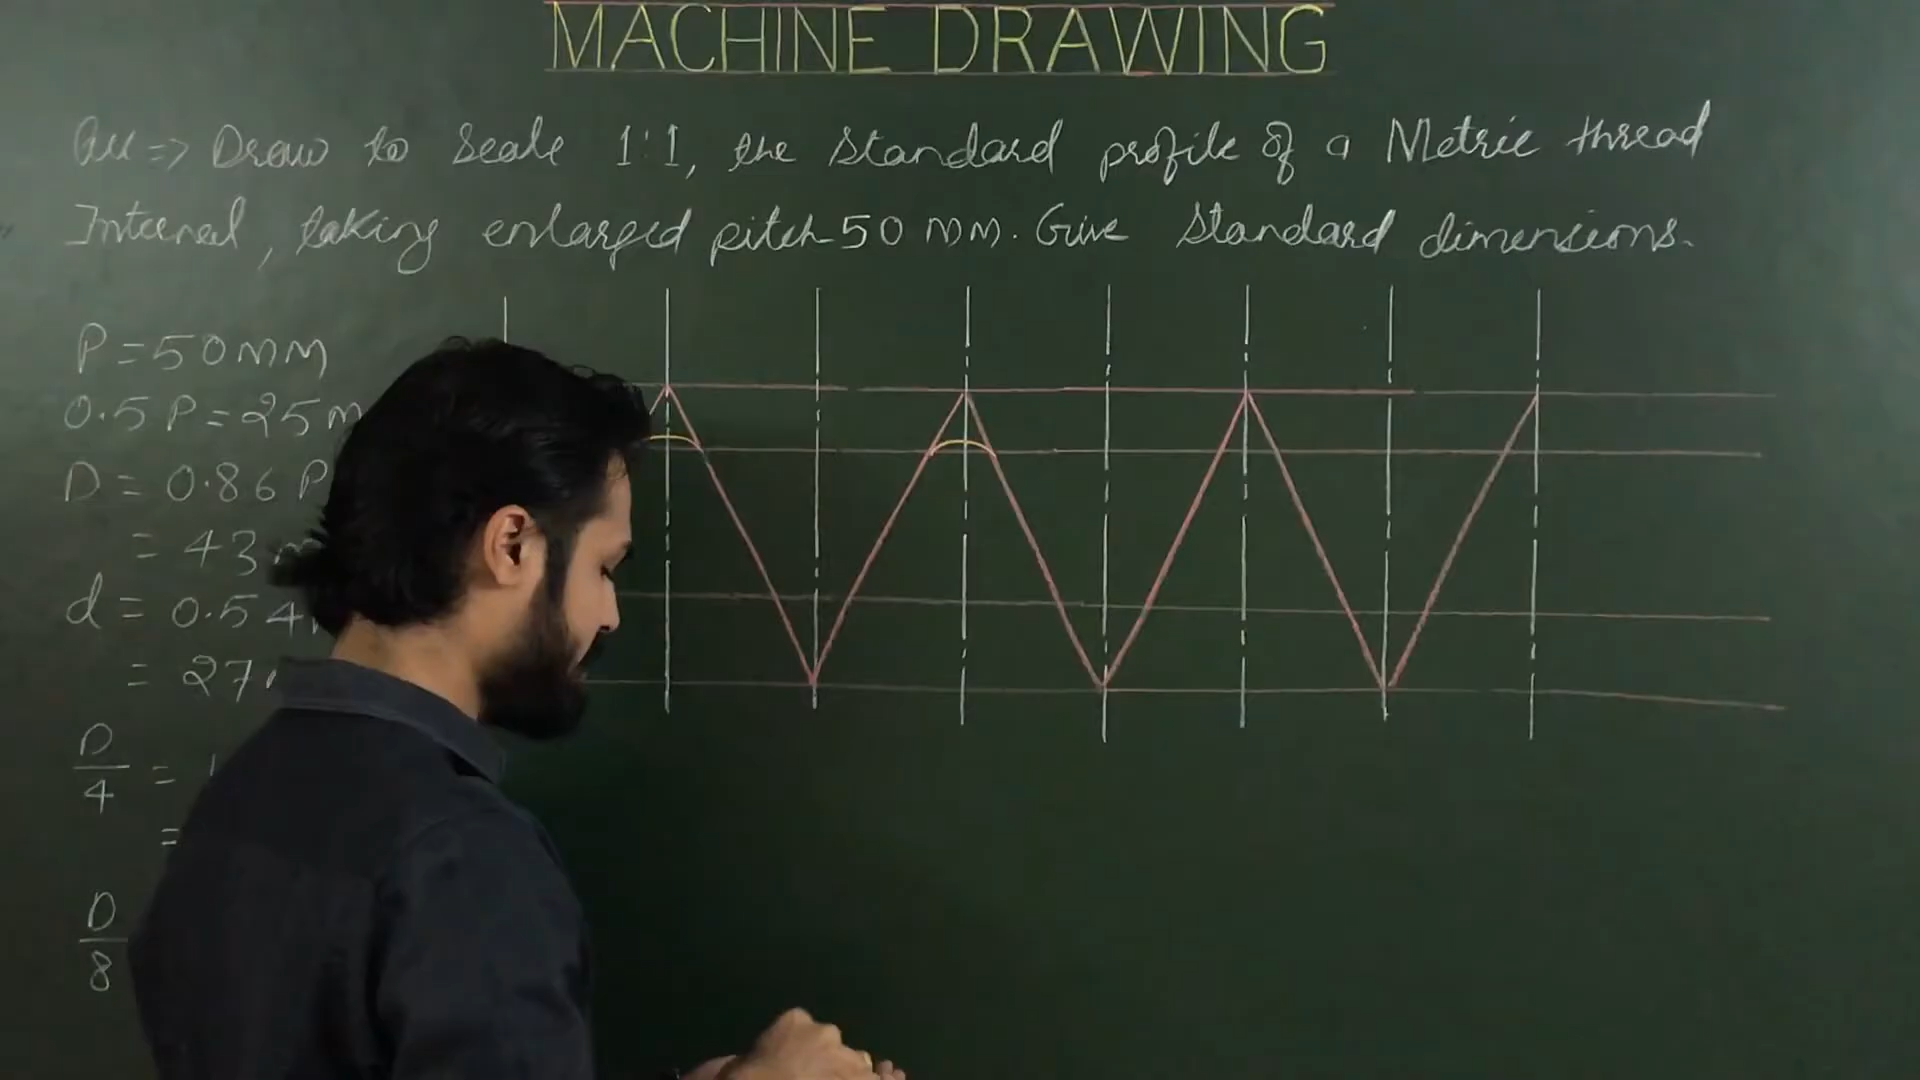 MACHINE DRAWING
Qu => Draw to Scale 1:1, the standard profile of a Metric thread
Internal, taking enlarged pitch 50 MM. Give Standard dimensions.
P = 50 MM
0.5 P = 25 m
D = 0.86 P
= 43 m
d = 0.54
= 27
D/4 =
=
D/8